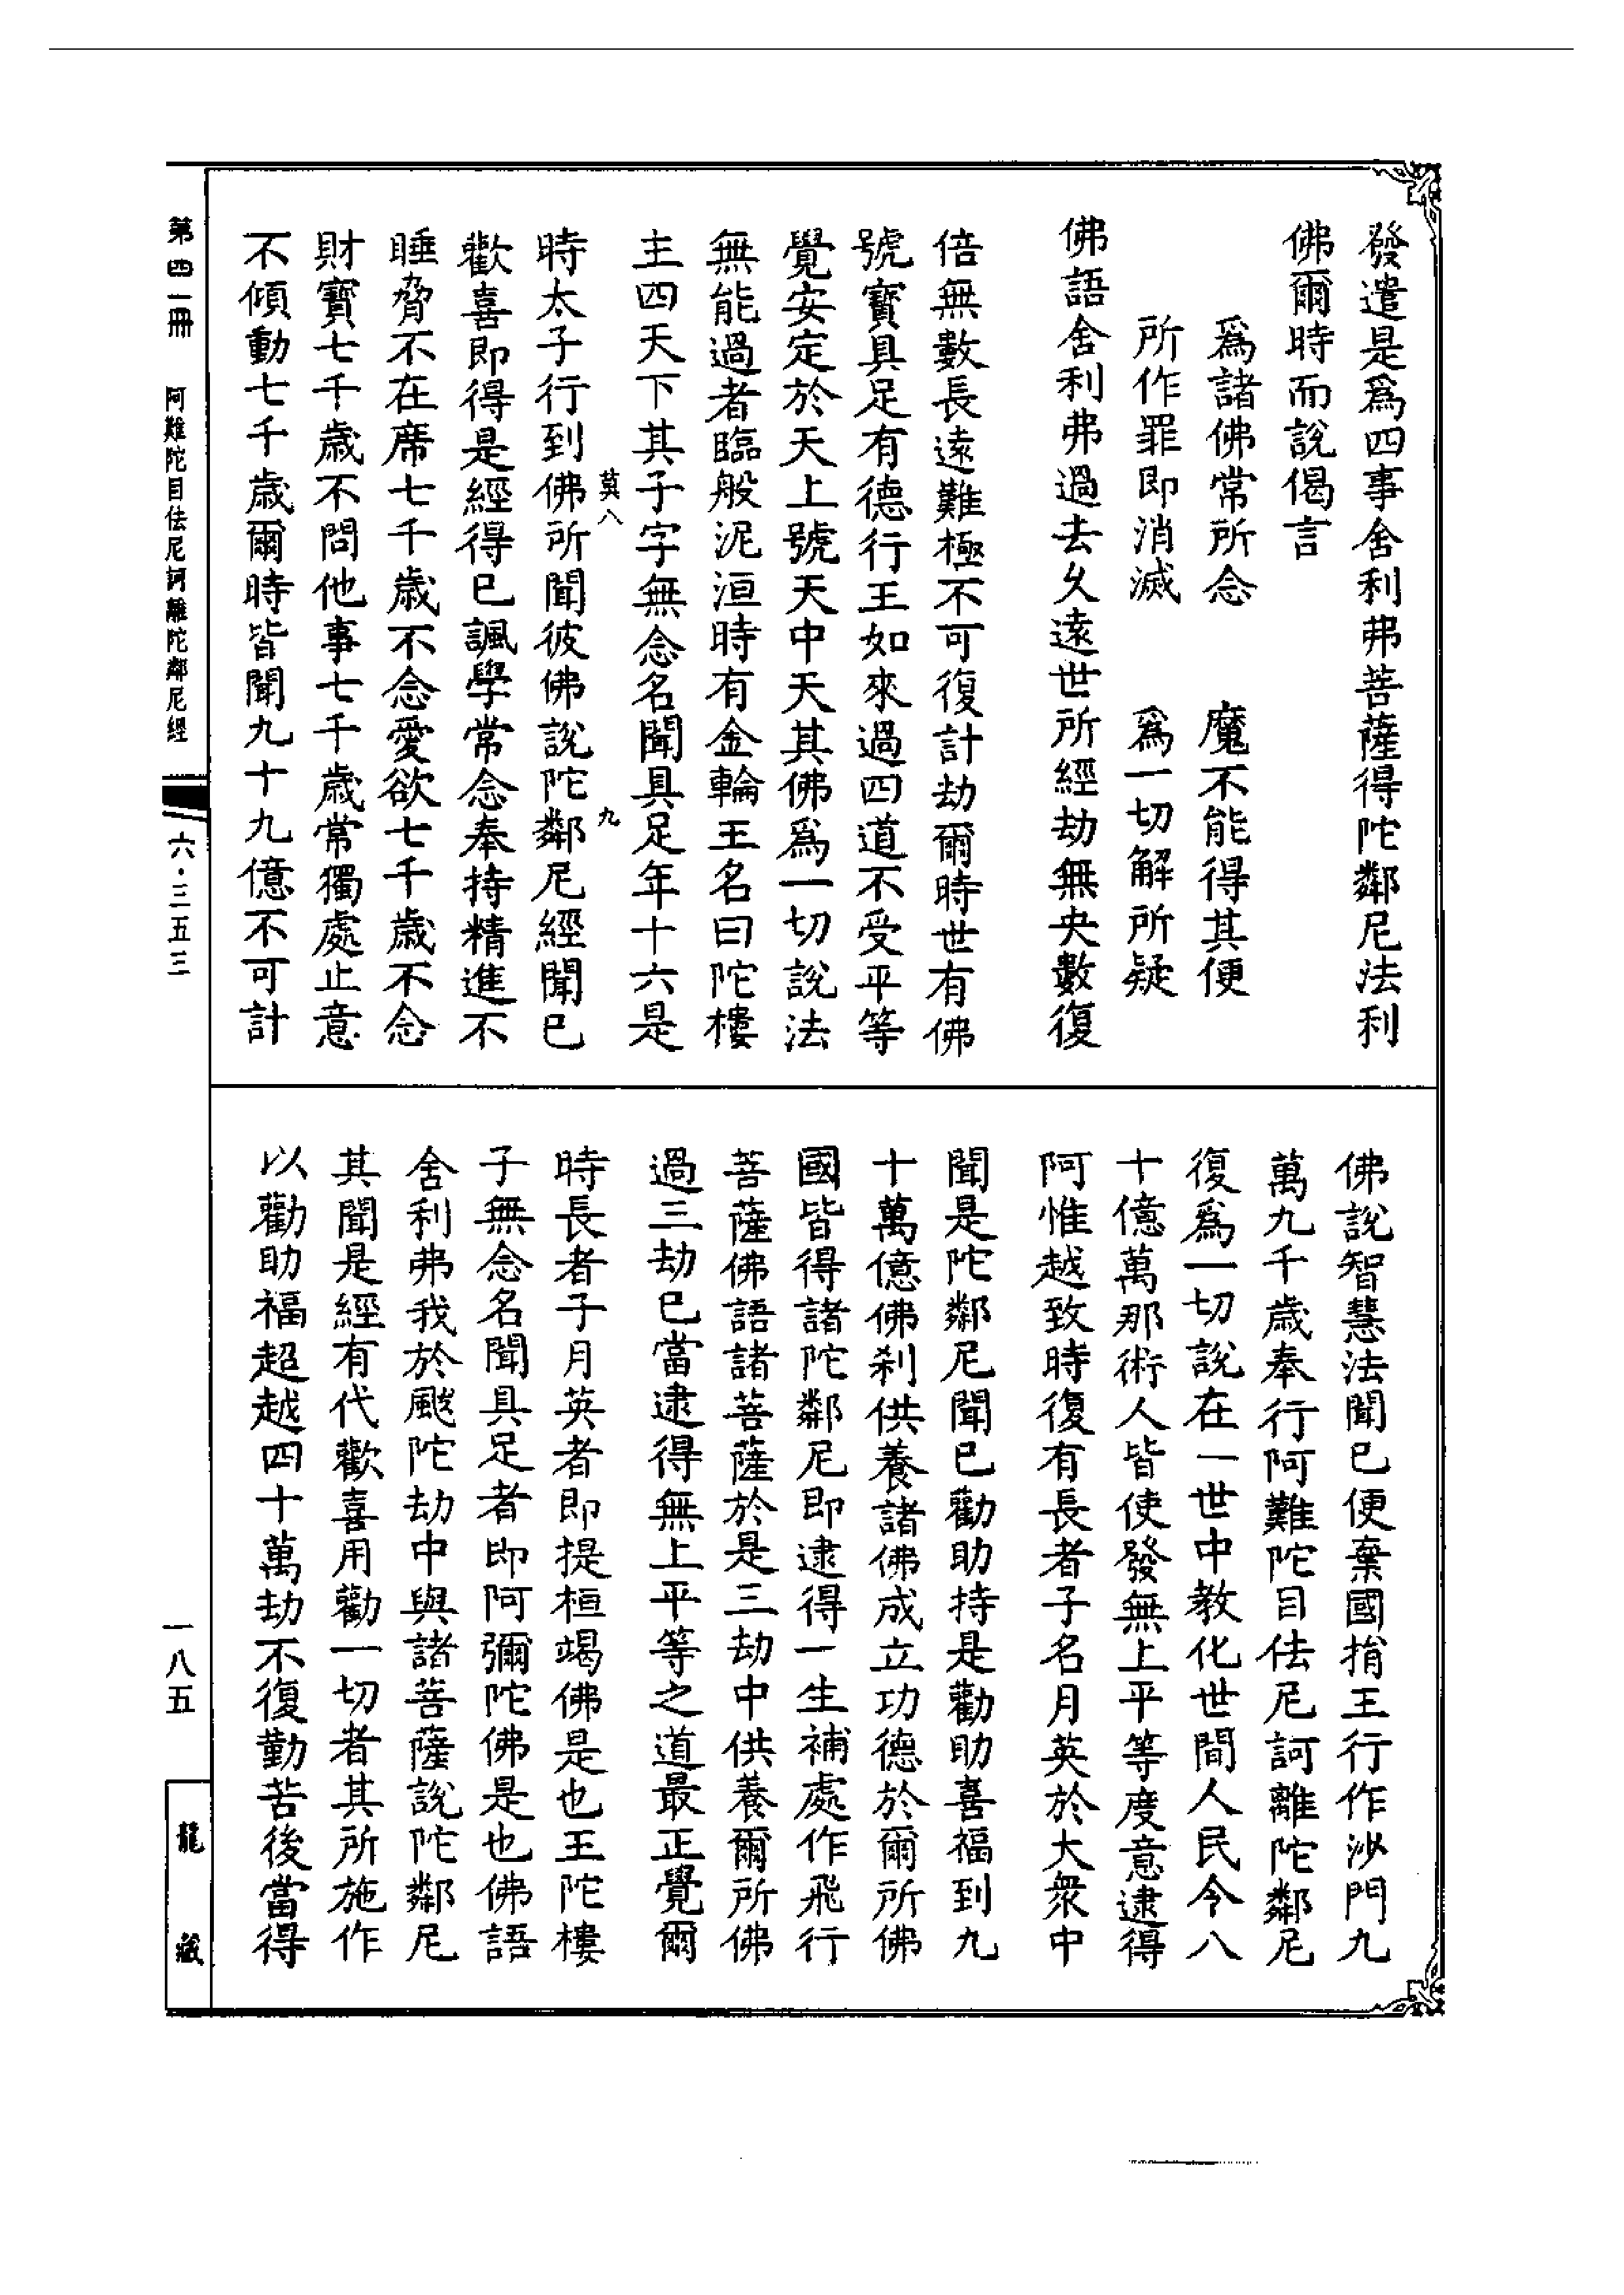 發遣是爲四事舍利弗菩薩得陀鄰尼法利
佛爾時而說偈言
爲諸佛常所念　魔不能得其便
所作罪即消滅　爲一切解所疑
佛語舍利弗過去久遠世所經劫無央數復
倍無數長遠難極不可復計劫爾時世有佛
號寶具足有德行王如來過四道不受平等
覺安定於天上號天中天其佛爲一切說法
無能過者臨般泥洹時有金輪王名曰陀樓
主四天下其子字無念名聞具足年十六是
莫八　九
時太子行到佛所聞彼佛說陀鄰尼經聞已
歡喜即得是經得已諷學常念奉持精進不
睡脅不在席七千歲不念愛欲七千歲不念
財寶七千歲不問他事七千歲常獨處止意
不傾動七千歲爾時皆聞九十九億不可計
佛說智慧法聞已便棄國捐王行作沙門九
萬九千歲奉行阿難陀目佉尼訶離陀鄰尼
復爲一切說在一世中教化世間人民令八
十億萬那術人皆使發無上平等度意逮得
阿惟越致時復有長者子名月英於大衆中
聞是陀鄰尼聞已勸助持是勸助喜福到九
十萬億佛刹供養諸佛成立功德於爾所佛
國皆得諸陀鄰尼即逮得一生補處作飛行
菩薩佛語諸菩薩於是三劫中供養爾所佛
過三劫已當逮得無上平等之道最正覺爾
時長者子月英者即提桓竭佛是也王陀樓
子無念名聞具足者即阿彌陀佛是也佛語
舍利弗我於颰陀劫中與諸菩薩說陀鄰尼
其聞是經有代歡喜用勸一切者其所施作
以勸助福超越四十萬劫不復勤苦後當得
第四一冊　阿難陀目佉尼訶離陀鄰尼經　六・三五三　一八五　龍藏